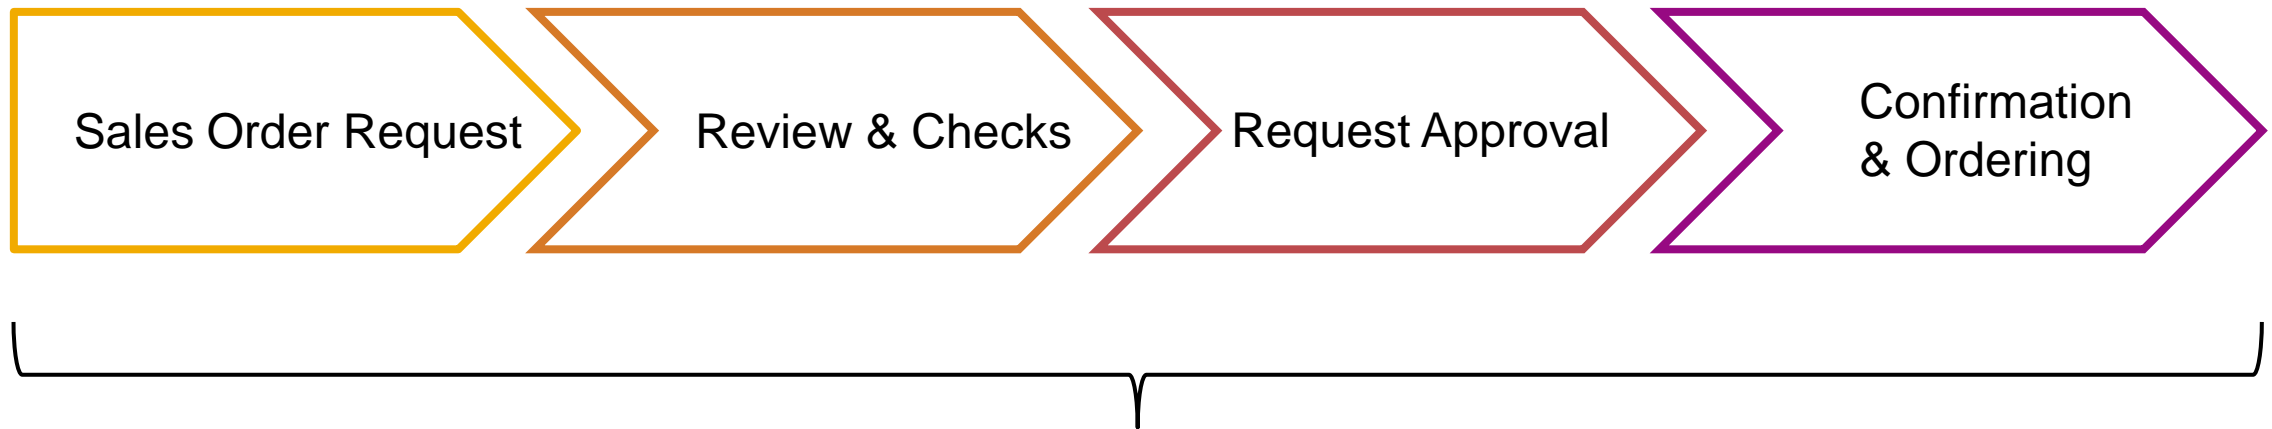 Sales Order Request
Review & Checks
Request Approval
Confirmation
& Ordering